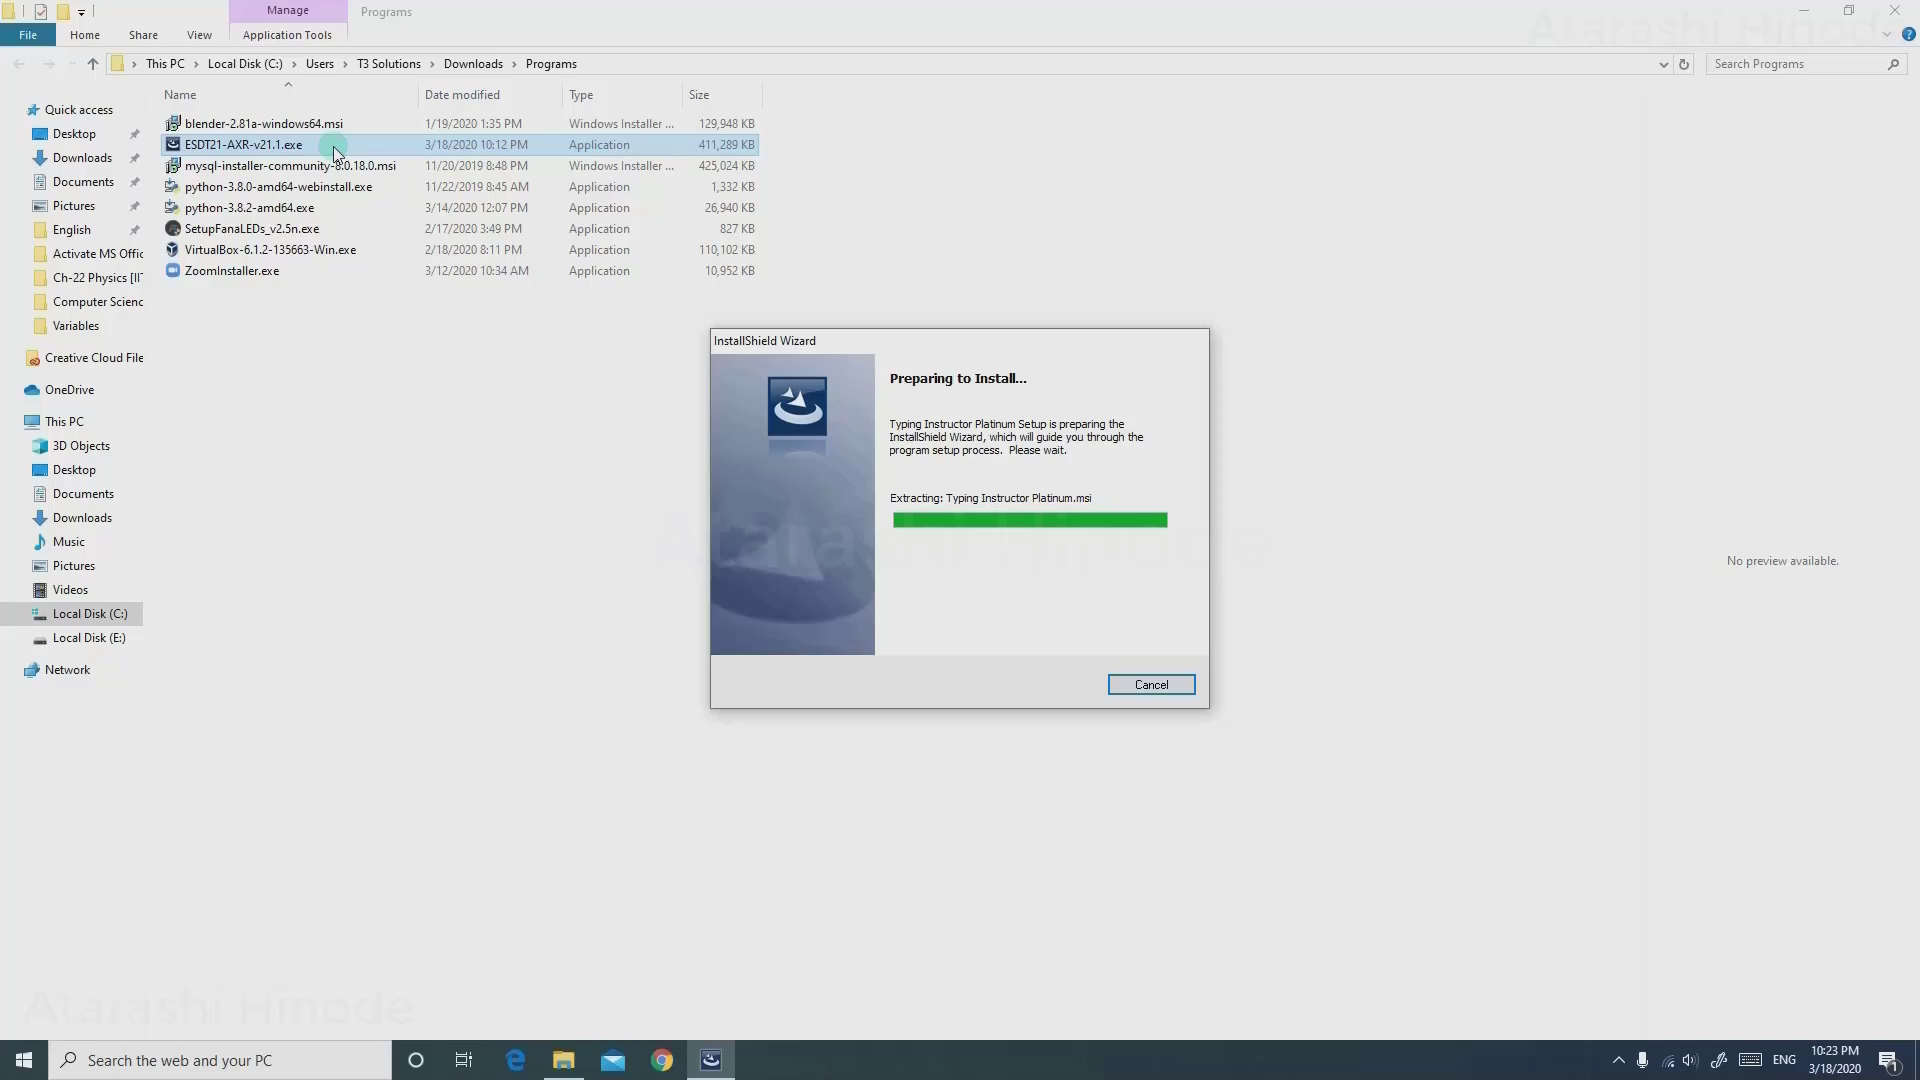 Manage
Programs
File
Home
Share
View
Application Tools
This PC
Local Disk (C:)
Users
T3 Solutions
Downloads
Programs
Search Programs
Name
Date modified
Type
Size
blender-2.81a-windows64.msi 1/19/2020 1:35 PM Windows Installer ... 129,948 KB
ESDT21-AXR-v21.1.exe 3/18/2020 10:12 PM Application 411,289 KB
mysql-installer-community-8.0.18.0.msi 11/20/2019 8:48 PM Windows Installer ... 425,024 KB
python-3.8.0-amd64-webinstall.exe 11/22/2019 8:45 AM Application 1,332 KB
python-3.8.2-amd64.exe 3/14/2020 12:07 PM Application 26,940 KB
SetupFanaLEDs_v2.5n.exe 2/17/2020 3:49 PM Application 827 KB
VirtualBox-6.1.2-135663-Win.exe 2/18/2020 8:11 PM Application 110,102 KB
ZoomInstaller.exe 3/12/2020 10:34 AM Application 10,952 KB
Quick access
Desktop
Downloads
Documents
Pictures
English
Activate MS Offic
Ch-22 Physics [IIT
Computer Scienc
Variables
Creative Cloud File
OneDrive
This PC
3D Objects
Desktop
Documents
Downloads
Music
Pictures
Videos
Local Disk (C:)
Local Disk (E:)
Network
InstallShield Wizard
Preparing to Install...
Typing Instructor Platinum Setup is preparing the
InstallShield Wizard, which will guide you through the
program setup process. Please wait.
Extracting: Typing Instructor Platinum.msi
Cancel
No preview available.
Atarashi Hinode
Search the web and your PC
ENG
10:23 PM
3/18/2020
1